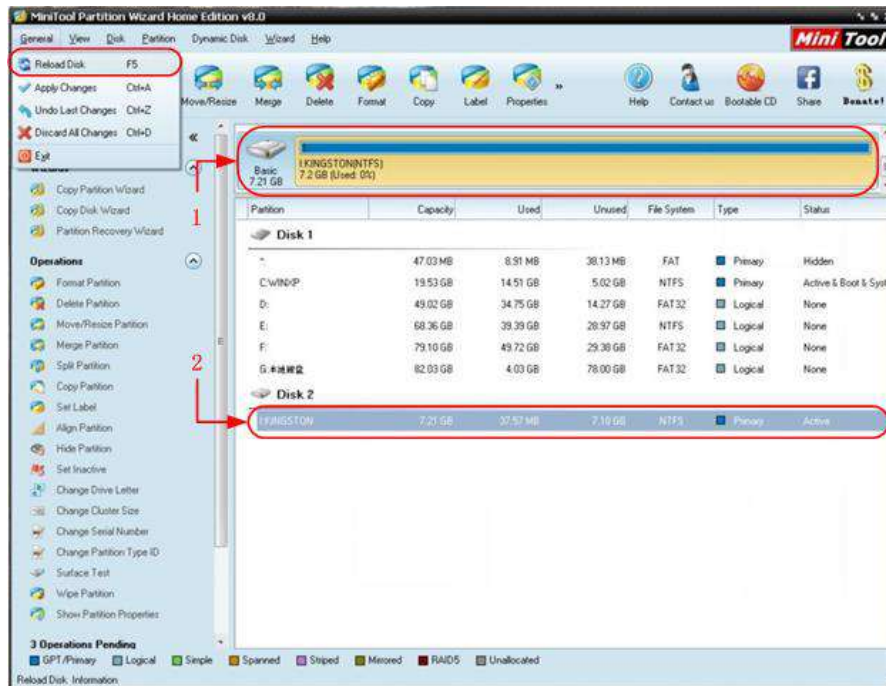 MiniTool Partition Wizard Home Edition v8.0
General View Disk Partition Dynamic Disk Wizard Help
MiniTool
Reload Disk F5
Apply Changes Ctrl+A
Undo Last Changes Ctrl+Z
Discard All Changes Ctrl+D
Exit
Move/Resize Merge Delete Format Copy Label Properties » Help Contact us Bootable CD Share Donate!
«
Copy Partition Wizard
Copy Disk Wizard
Partition Recovery Wizard
Operations
Format Partition
Delete Partition
Move/Resize Partition
Merge Partition
Split Partition
Copy Partition
Set Label
Align Partition
Hide Partition
Set Inactive
Change Drive Letter
Change Cluster Size
Change Serial Number
Change Partition Type ID
Surface Test
Wipe Partition
Show Partition Properties
3 Operations Pending
1
2
Basic
7.21 GB
I:KINGSTON(NTFS)
7.2 GB (Used: 0%)
Partition Capacity Used Unused File System Type Status
Disk 1
*: 47.03 MB 8.91 MB 38.13 MB FAT Primary Hidden
C:WINXP 19.53 GB 14.51 GB 5.02 GB NTFS Primary Active & Boot & Syst
D: 49.02 GB 34.75 GB 14.27 GB FAT32 Logical None
E: 68.36 GB 39.39 GB 28.97 GB NTFS Logical None
F: 79.10 GB 49.72 GB 29.38 GB FAT32 Logical None
G:本地磁盘 82.03 GB 4.03 GB 78.00 GB FAT32 Logical None
Disk 2
I:KINGSTON 7.21 GB 37.57 MB 7.10 GB NTFS Primary Active
GPT/Primary Logical Simple Spanned Striped Mirrored RAID5 Unallocated
Reload Disk Information